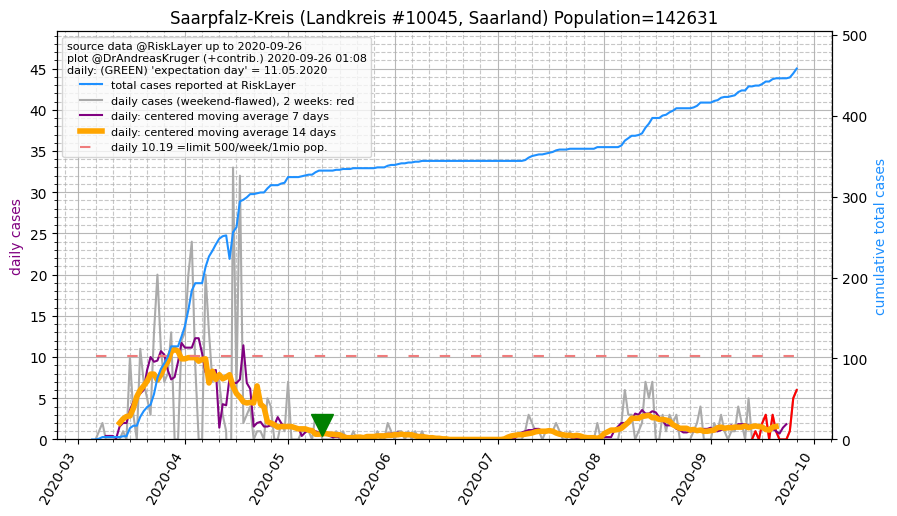 Saarpfalz-Kreis (Landkreis #10045, Saarland) Population=142631
source data @RiskLayer up to 2020-09-26
plot @DrAndreasKruger (+contrib.) 2020-09-26 01:08
daily: (GREEN) 'expectation day' = 11.05.2020
total cases reported at RiskLayer
daily cases (weekend-flawed), 2 weeks: red
daily: centered moving average 7 days
daily: centered moving average 14 days
daily 10.19 =limit 500/week/1mio pop.
daily cases
45
40
35
30
25
20
15
10
5
0
cumulative total cases
500
400
300
200
100
0
2020-03
2020-04
2020-05
2020-06
2020-07
2020-08
2020-09
2020-10